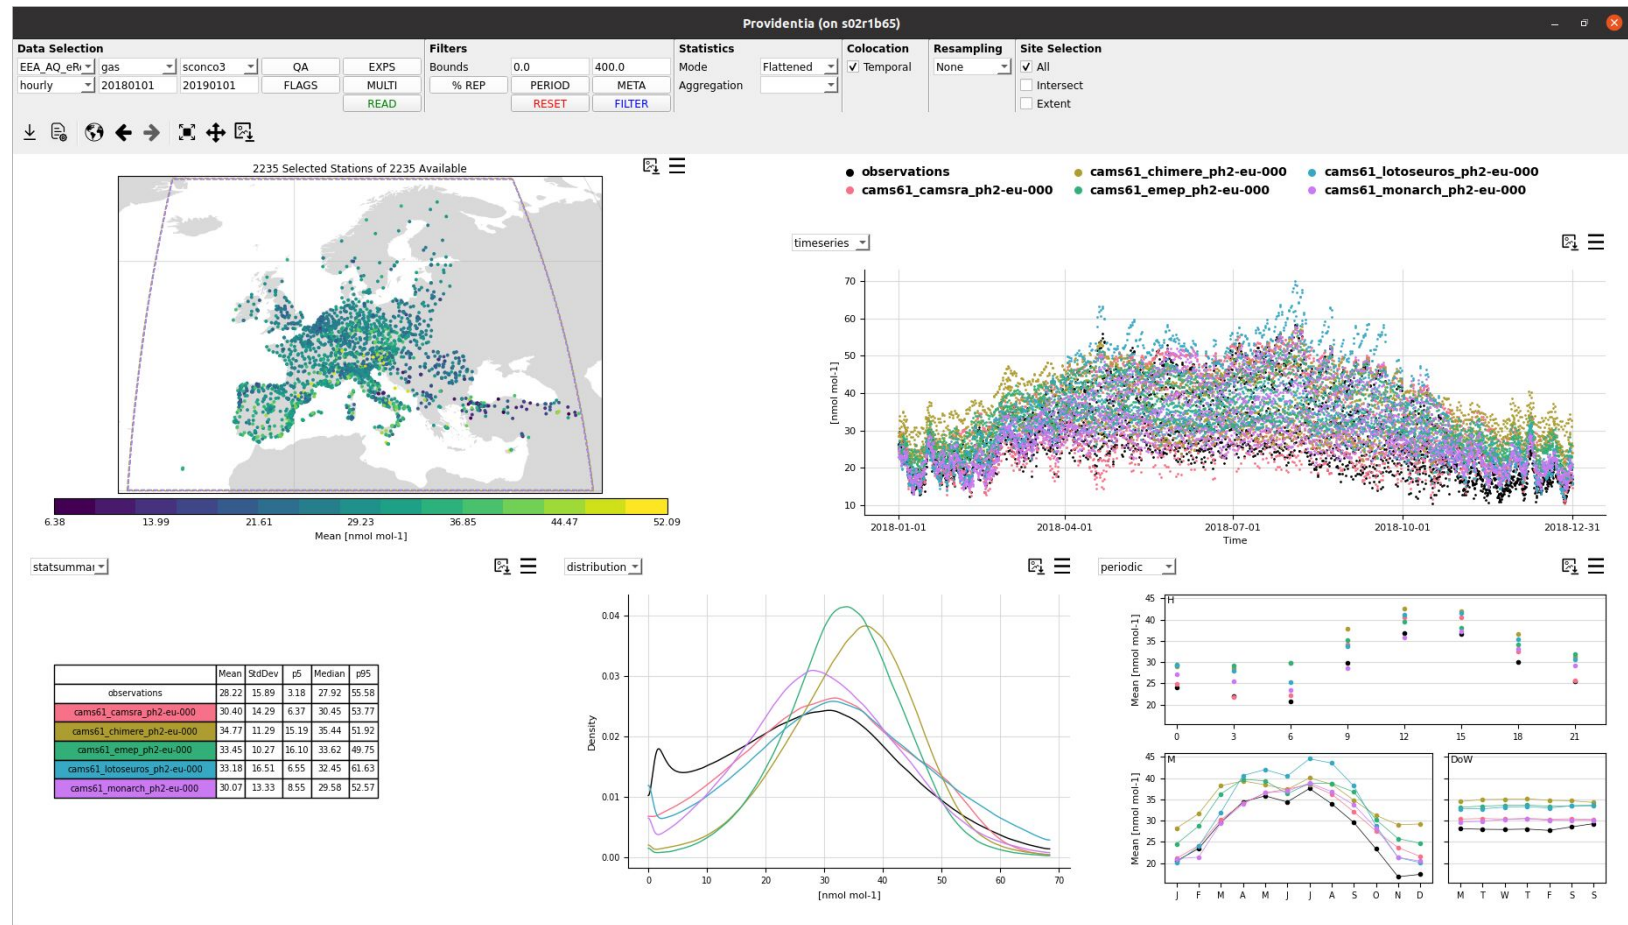 Providentia (on s02r1b65)
Data Selection Filters Statistics Colocation Resampling Site Selection
gas sconco3 QA EXPS Bounds 0.0 400.0 Mode Flattened Temporal None All
hourly 20180101 20190101 FLAGS MULTI % REP PERIOD META Aggregation Intersect
READ RESET FILTER Extent
2235 Selected Stations of 2235 Available
6.38 13.99 21.61 29.23 36.85 44.47 52.09
Mean [nmol mol-1]
observations cams61_chimere_ph2-eu-000 cams61_lotoseuros_ph2-eu-000
cams61_camsra_ph2-eu-000 cams61_emep_ph2-eu-000 cams61_monarch_ph2-eu-000
timeseries
70
60
50
40
30
20
10
[nmol mol-1]
2018-01-01 2018-04-01 2018-07-01 2018-10-01 2018-12-31
Time
statsummar
Mean StdDev p5 Median p95
observations 28.22 15.89 3.18 27.92 55.58
cams61_camsra_ph2-eu-000 30.40 14.29 6.37 30.45 53.77
cams61_chimere_ph2-eu-000 34.77 11.29 15.19 35.44 51.92
cams61_emep_ph2-eu-000 33.45 10.27 16.10 33.62 49.75
cams61_lotoseuros_ph2-eu-000 33.18 16.51 6.55 32.45 61.63
cams61_monarch_ph2-eu-000 30.07 13.33 8.55 29.58 52.57
distribution
0.04
0.03
0.02
0.01
0.00
Density
0 10 20 30 40 50 60 70
[nmol mol-1]
periodic
H
45
40
35
30
25
20
Mean [nmol mol-1]
0 3 6 9 12 15 18 21
M
45
40
35
30
25
20
Mean [nmol mol-1]
J F M A M J J A S O N D
DoW
M T W T F S S